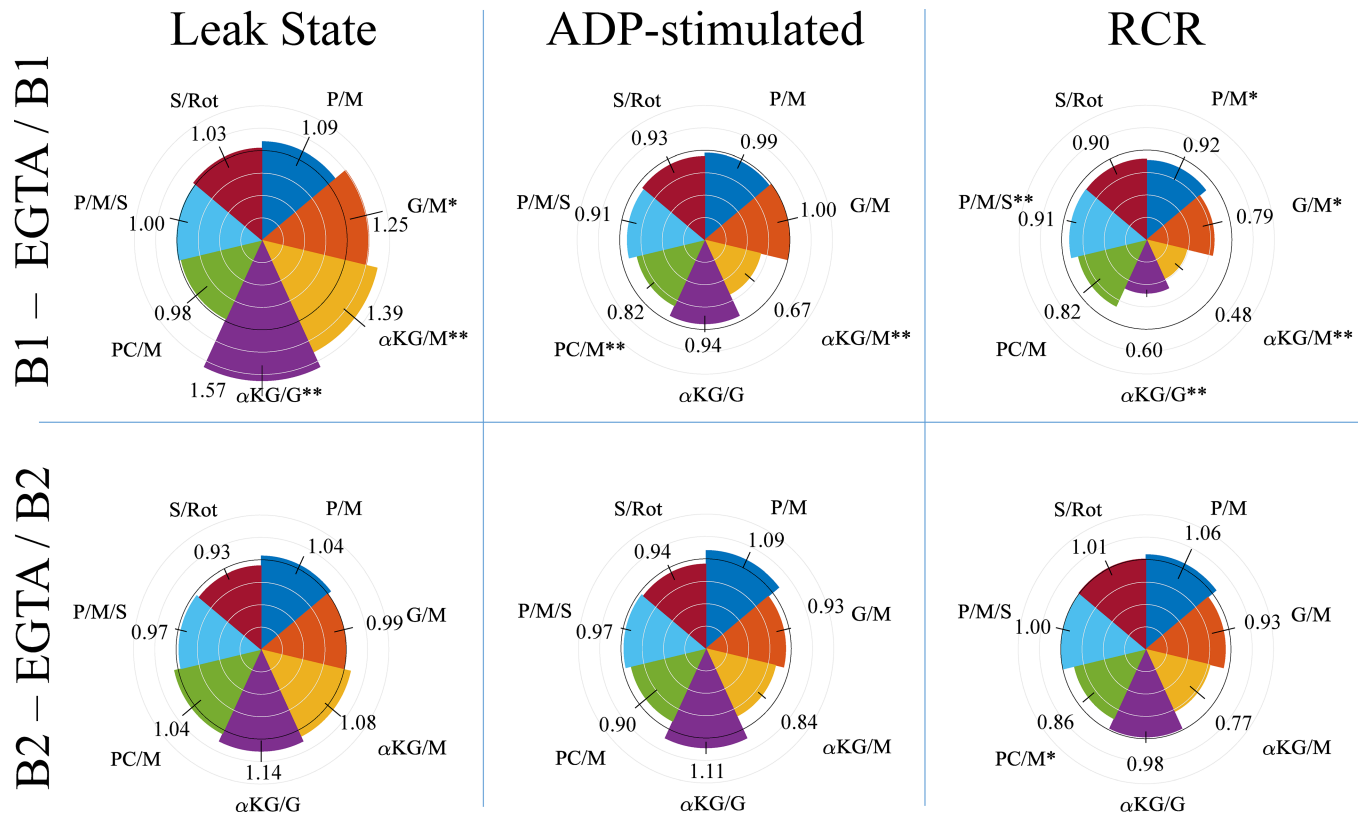 Leak State
ADP-stimulated
RCR
B1 – EGTA / B1
S/Rot
P/M
1.03
1.09
P/M/S
1.00
G/M*
1.25
0.98
1.39
PC/M
αKG/M**
1.57
αKG/G**
S/Rot
P/M
0.93
0.99
P/M/S
0.91
G/M
1.00
0.82
0.67
PC/M**
αKG/M**
0.94
αKG/G
S/Rot
P/M*
0.90
0.92
P/M/S**
0.91
G/M*
0.79
0.82
0.48
PC/M
αKG/M**
0.60
αKG/G**
B2 – EGTA / B2
S/Rot
P/M
0.93
1.04
P/M/S
0.97
0.99
G/M
1.04
1.08
PC/M
αKG/M
1.14
αKG/G
S/Rot
P/M
0.94
1.09
P/M/S
0.97
0.93
G/M
0.90
0.84
PC/M
αKG/M
1.11
αKG/G
S/Rot
P/M
1.01
1.06
P/M/S
1.00
0.93
G/M
0.86
0.77
PC/M*
αKG/M
0.98
αKG/G